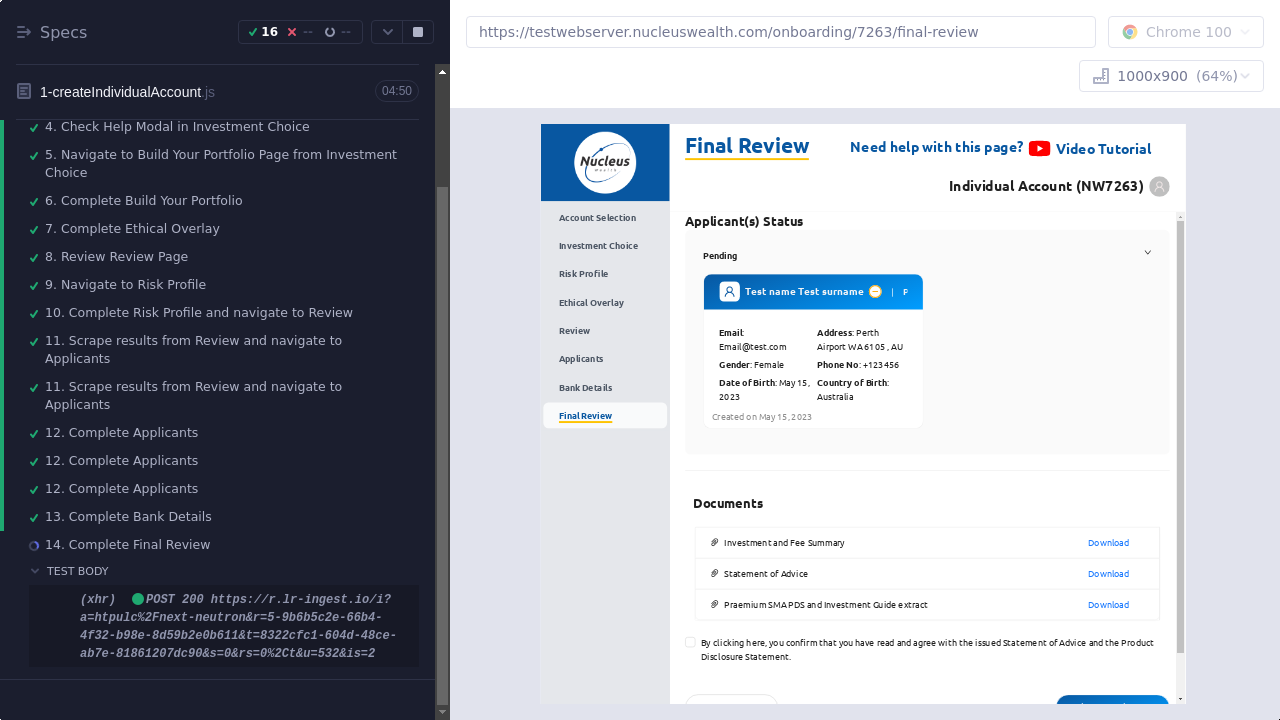 Specs
16
--
--
1-createIndividualAccount.js
04:50
4. Check Help Modal in Investment Choice
5. Navigate to Build Your Portfolio Page from Investment
Choice
6. Complete Build Your Portfolio
7. Complete Ethical Overlay
8. Review Review Page
9. Navigate to Risk Profile
10. Complete Risk Profile and navigate to Review
11. Scrape results from Review and navigate to
Applicants
11. Scrape results from Review and navigate to
Applicants
12. Complete Applicants
12. Complete Applicants
12. Complete Applicants
13. Complete Bank Details
14. Complete Final Review
TEST BODY
(xhr) POST 200 https://r.lr-ingest.io/i?
a=htpulc%2Fnext-neutron&r=5-9b6b5c2e-66b4-
4f32-b98e-8d59b2e0b611&t=8322cfc1-604d-48ce-
ab7e-81861207dc90&s=0&rs=0%2Ct&u=532&is=2
https://testwebserver.nucleuswealth.com/onboarding/7263/final-review
Chrome 100
1000x900 (64%)
Nucleus
Wealth
Account Selection
Investment Choice
Risk Profile
Ethical Overlay
Review
Applicants
Bank Details
Final Review
Final Review
Need help with this page?
Video Tutorial
Individual Account (NW7263)
Applicant(s) Status
Pending
Test name Test surname | P
Email:
Email@test.com
Gender: Female
Date of Birth: May 15,
2023
Address: Perth
Airport WA 6105 , AU
Phone No: +123456
Country of Birth:
Australia
Created on May 15, 2023
Documents
Investment and Fee Summary Download
Statement of Advice Download
Praemium SMA PDS and Investment Guide extract Download
By clicking here, you confirm that you have read and agree with the issued Statement of Advice and the Product
Disclosure Statement.